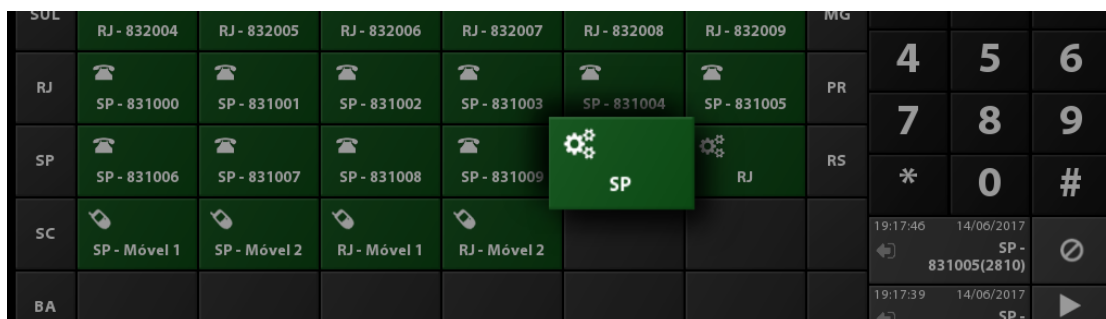 SUL
RJ - 832004
RJ - 832005
RJ - 832006
RJ - 832007
RJ - 832008
RJ - 832009
MG
RJ
SP - 831000
SP - 831001
SP - 831002
SP - 831003
SP - 831004
SP - 831005
PR
SP
SP - 831006
SP - 831007
SP - 831008
SP - 831009
SP
RJ
RS
SC
SP - Móvel 1
SP - Móvel 2
RJ - Móvel 1
RJ - Móvel 2
BA
4 5 6
7 8 9
* 0 #
19:17:46 14/06/2017
SP -
831005(2810)
19:17:39 14/06/2017
SP -